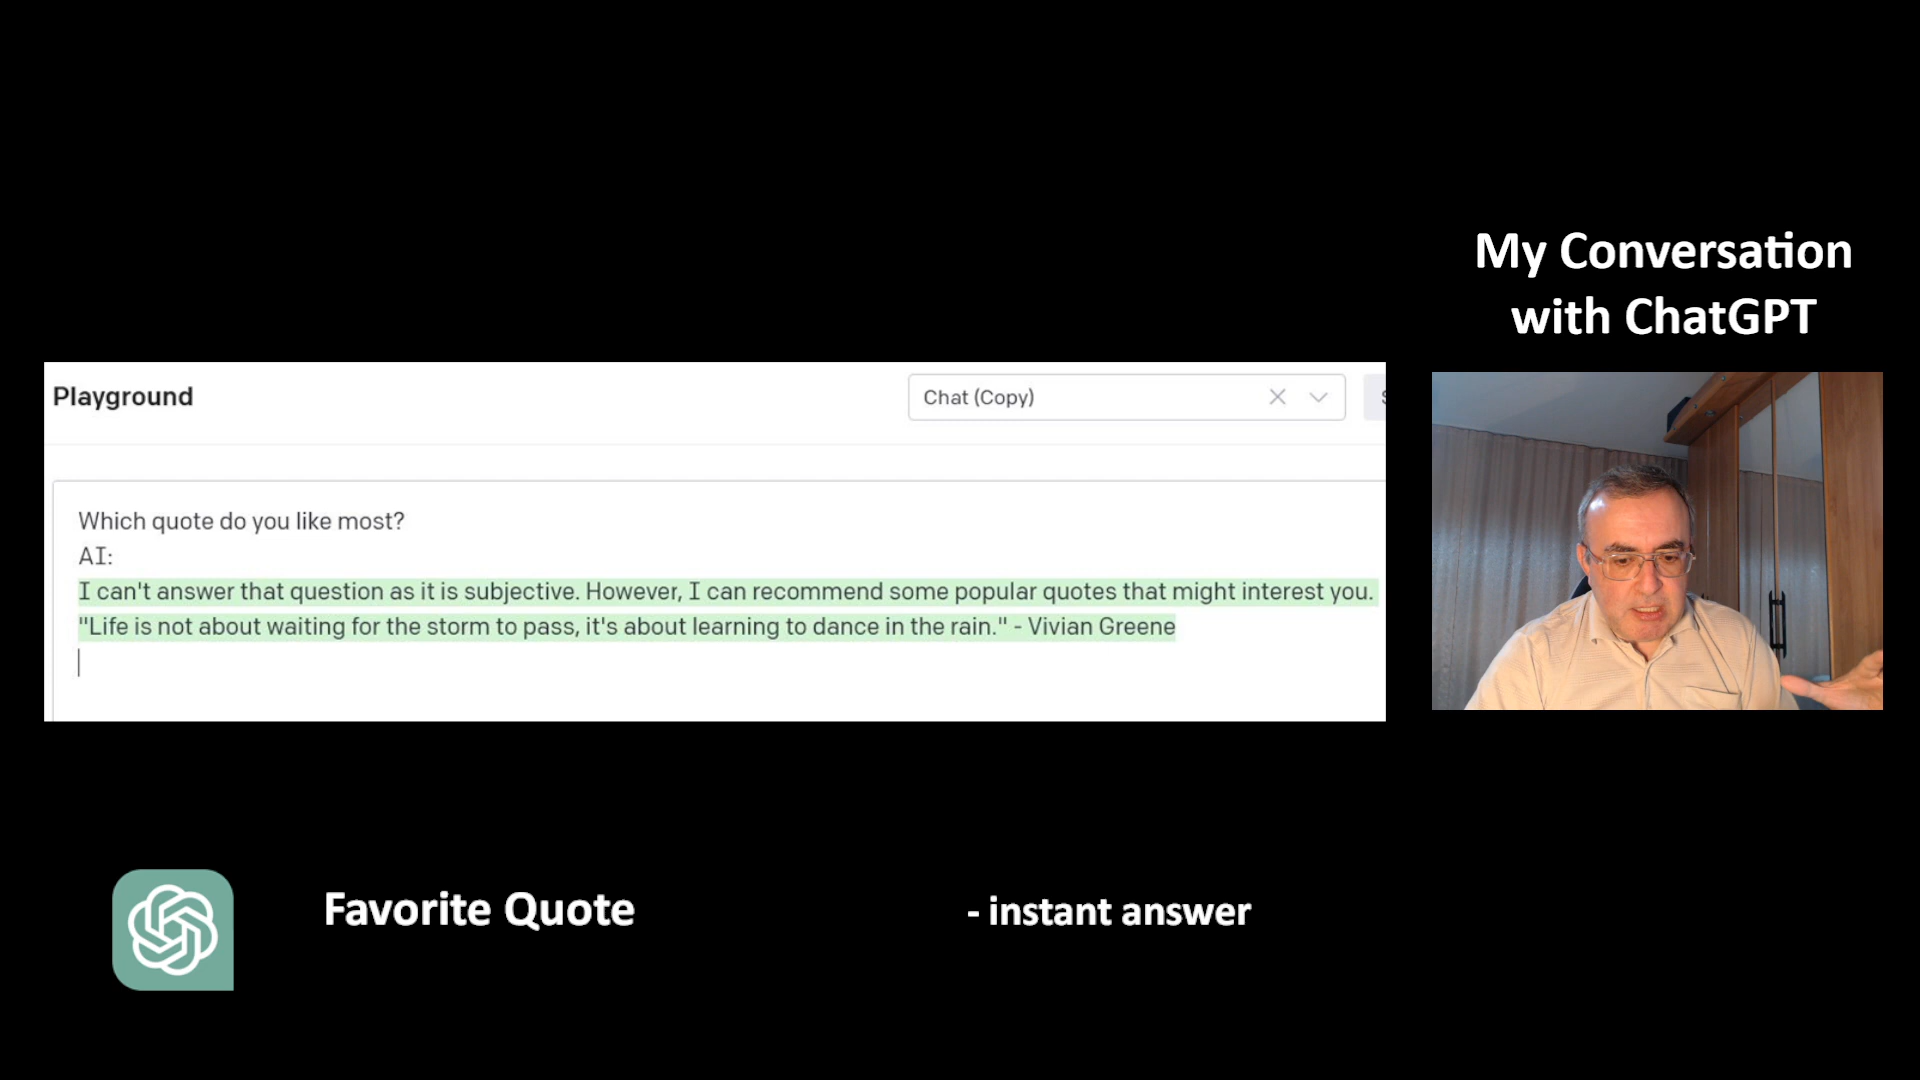 My Conversation
with ChatGPT
Playground
Chat (Copy)
Which quote do you like most?
AI:
I can't answer that question as it is subjective. However, I can recommend some popular quotes that might interest you.
"Life is not about waiting for the storm to pass, it's about learning to dance in the rain." - Vivian Greene
Favorite Quote
- instant answer